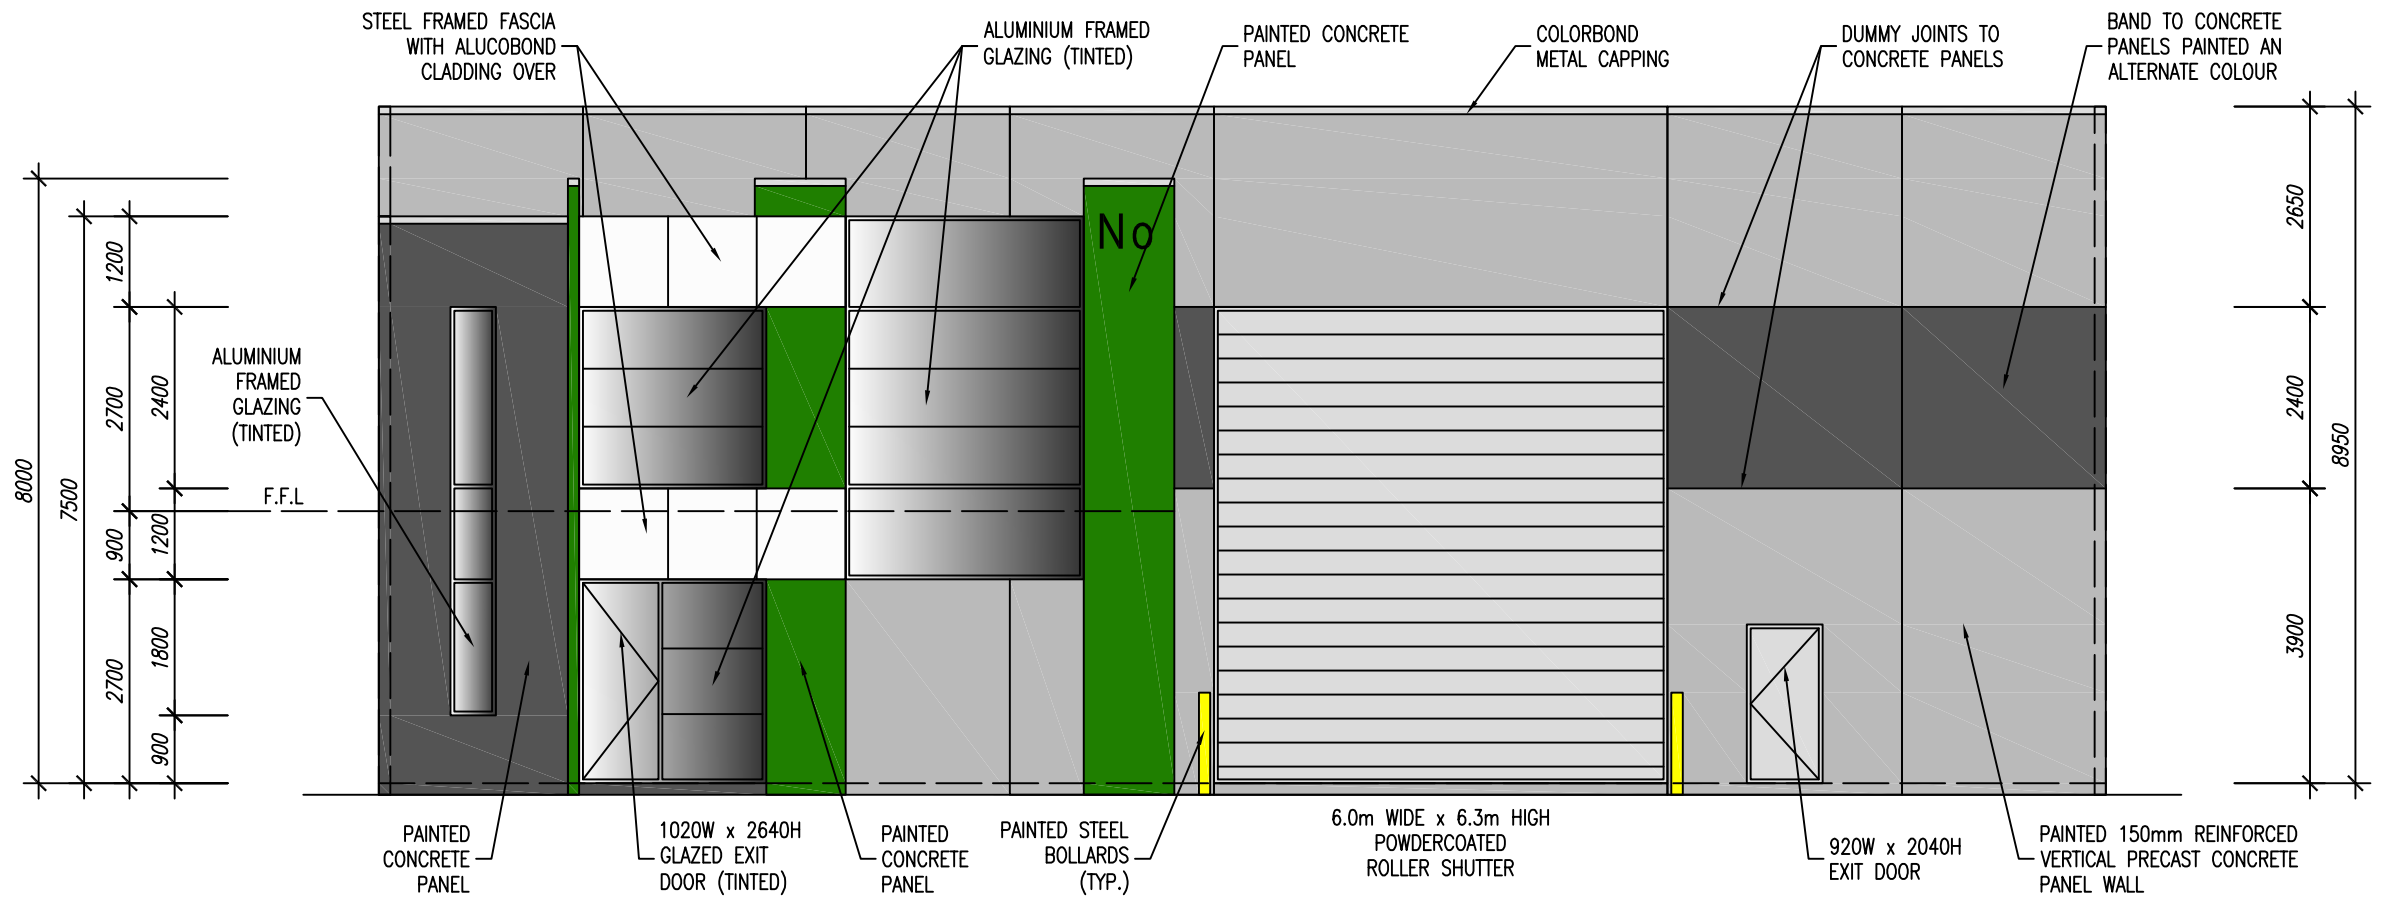 STEEL FRAMED FASCIA
WITH ALUCOBOND
CLADDING OVER
ALUMINIUM FRAMED
GLAZING (TINTED)
PAINTED CONCRETE
PANEL
COLORBOND
METAL CAPPING
DUMMY JOINTS TO
CONCRETE PANELS
BAND TO CONCRETE
PANELS PAINTED AN
ALTERNATE COLOUR
No
ALUMINIUM
FRAMED
GLAZING
(TINTED)
F.F.L
8000
7500
1200
2700
900
2700
2400
1200
1800
900
2650
2400
3900
8950
PAINTED
CONCRETE
PANEL
1020W x 2640H
GLAZED EXIT
DOOR (TINTED)
PAINTED
CONCRETE
PANEL
PAINTED STEEL
BOLLARDS
(TYP.)
6.0m WIDE x 6.3m HIGH
POWDERCOATED
ROLLER SHUTTER
920W x 2040H
EXIT DOOR
PAINTED 150mm REINFORCED
VERTICAL PRECAST CONCRETE
PANEL WALL